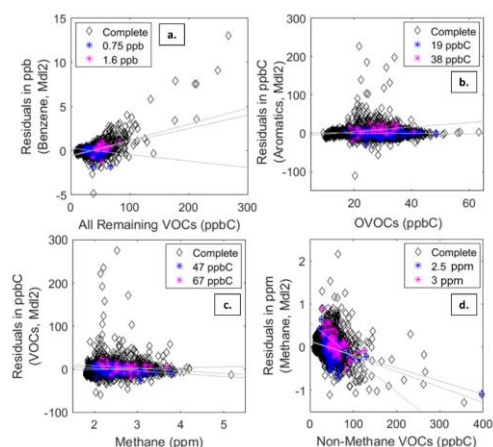 15
10
5
0
-5
Residuals in ppb
(Benzene, Mdl2)
Complete
0.75 ppb
1.6 ppb
a.
0 100 200 300
All Remaining VOCs (ppbC)
300
200
100
0
-100
Residuals in ppbC
(Aromatics, Mdl2)
Complete
19 ppbC
38 ppbC
b.
20 40 60
OVOCs (ppbC)
300
200
100
0
-100
Residuals in ppbC
(VOCs, Mdl2)
Complete
47 ppbC
67 ppbC
c.
2 3 4 5
Methane (ppm)
2
1
0
-1
Residuals in ppm
(Methane, Mdl2)
Complete
2.5 ppm
3 ppm
d.
0 100 200 300 400
Non-Methane VOCs (ppbC)